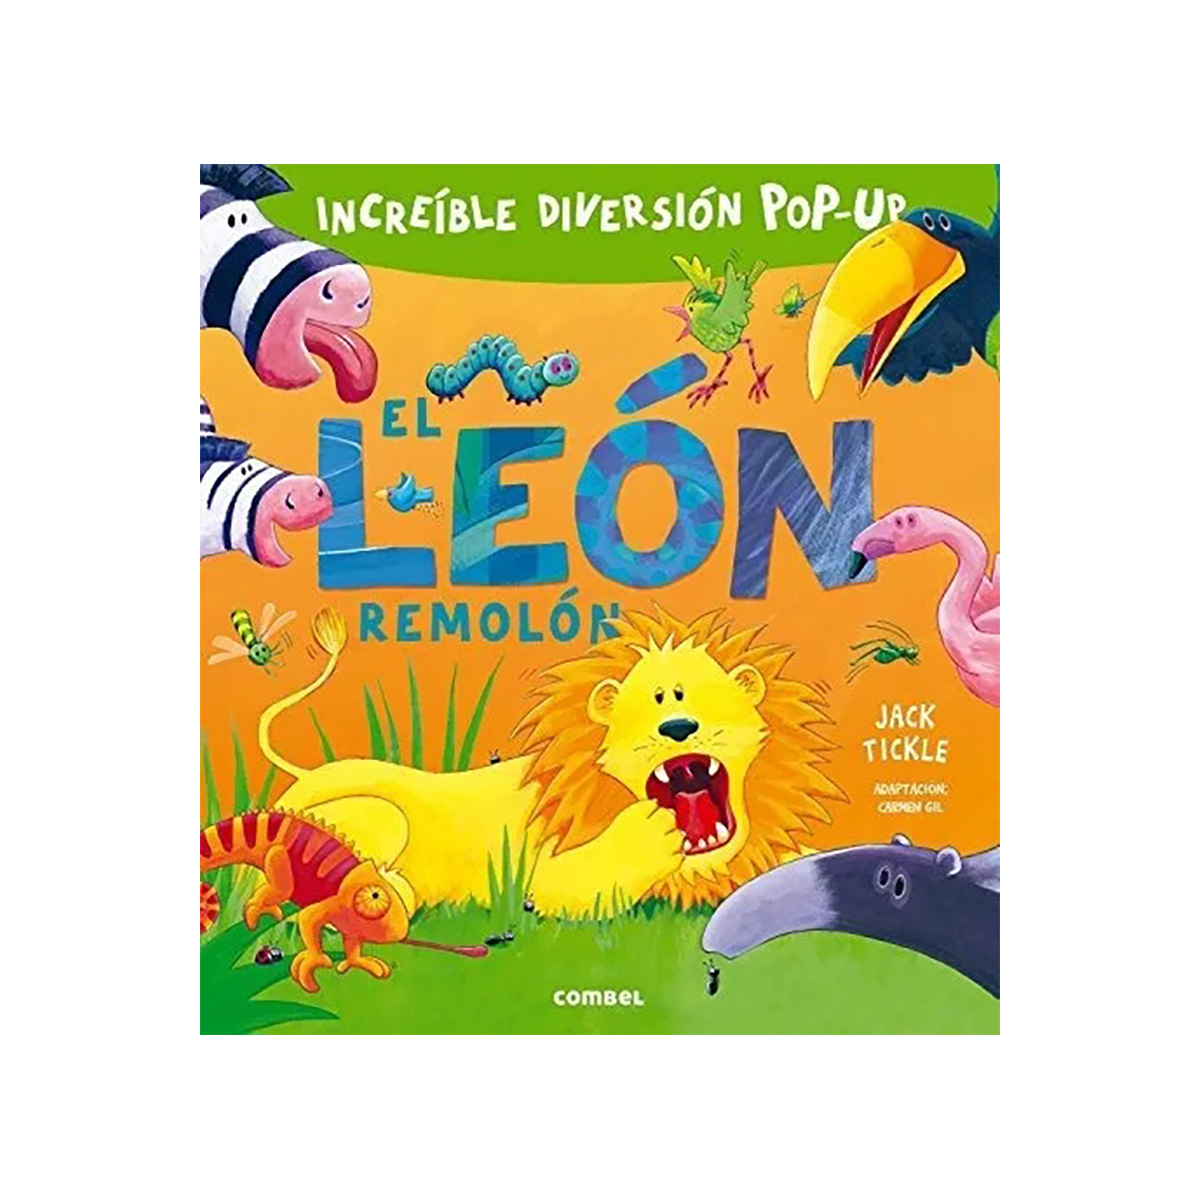 INCREÍBLE DIVERSIÓN POP-UP
EL
LEÓN
REMOLÓN
JACK
TICKLE
ADAPTACIÓN:
CARMEN GIL
COMBEL